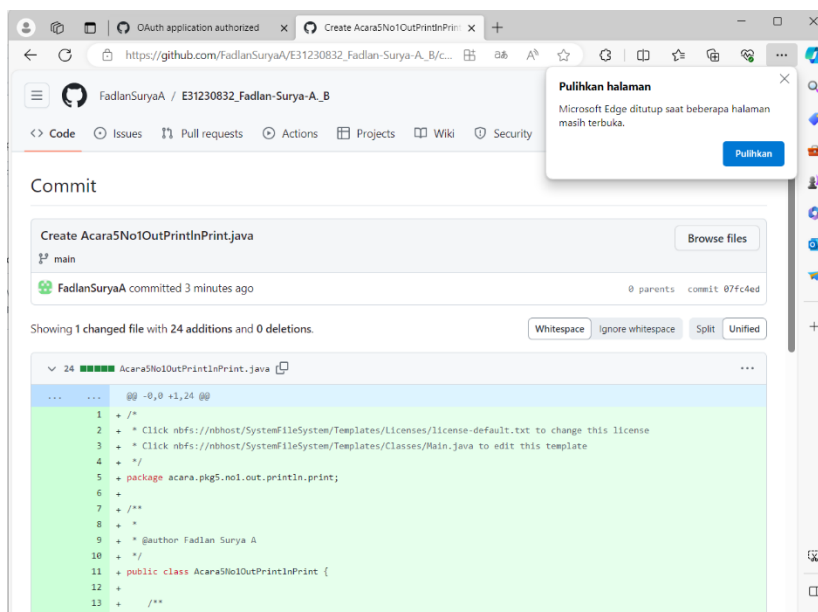 OAuth application authorized
Create Acara5No1OutPrintlnPrint
https://github.com/FadlanSuryaA/E31230832_Fadlan-Surya-A._B/c...
Pulihkan halaman
Microsoft Edge ditutup saat beberapa halaman
masih terbuka.
Pulihkan
FadlanSuryaA / E31230832_Fadlan-Surya-A._B
Code Issues Pull requests Actions Projects Wiki Security
Commit
Create Acara5No1OutPrintlnPrint.java
Browse files
main
FadlanSuryaA committed 3 minutes ago
0 parents commit 07fc4ed
Showing 1 changed file with 24 additions and 0 deletions.
Whitespace Ignore whitespace Split Unified
24 Acara5No1OutPrintlnPrint.java
... ... @@ -0,0 +1,24 @@
1 + /*
2 + * Click nbfs://nbhost/SystemFileSystem/Templates/Licenses/license-default.txt to change this license
3 + * Click nbfs://nbhost/SystemFileSystem/Templates/Classes/Main.java to edit this template
4 + */
5 + package acara.pkg5.no1.out.println.print;
6 +
7 + /**
8 + *
9 + * @author Fadlan Surya A
10 + */
11 + public class Acara5No1OutPrintlnPrint {
12 +
13 + /**